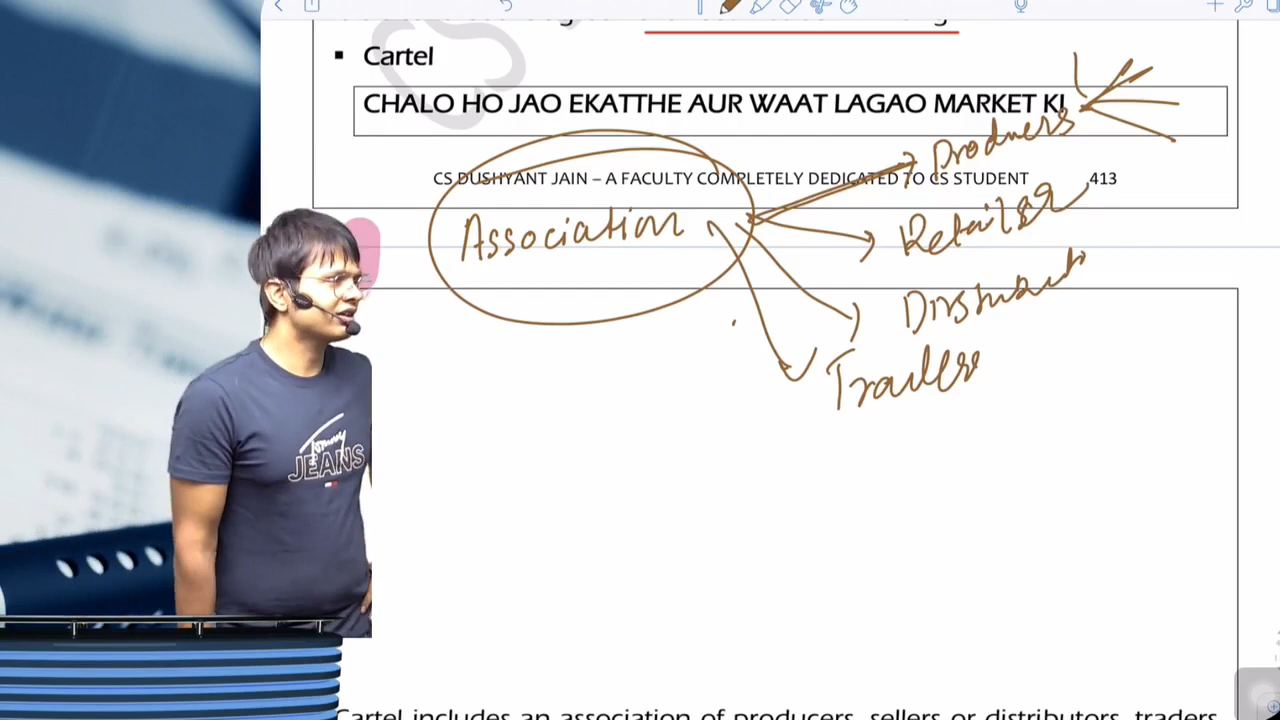 ▪ Cartel
CHALO HO JAO EKATTHE AUR WAAT LAGAO MARKET KI
Producers
CS DUSHYANT JAIN – A FACULTY COMPLETELY DEDICATED TO CS STUDENT 413
Association
Retailer
Traders
Tommy
JEANS
Cartel includes an association of producers, sellers or distributors, traders